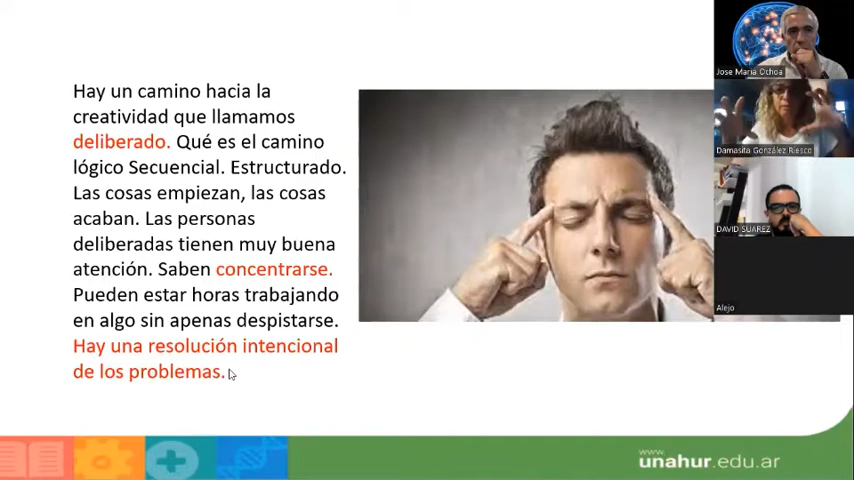 Hay un camino hacia la
creatividad que llamamos
deliberado. Qué es el camino
lógico Secuencial. Estructurado.
Las cosas empiezan, las cosas
acaban. Las personas
deliberadas tienen muy buena
atención. Saben concentrarse.
Pueden estar horas trabajando
en algo sin apenas despistarse.
Hay una resolución intencional
de los problemas.
Jose Maria Ochoa
Damasita González Riesco
DAVID SUAREZ
Alejo
www.
unahur.edu.ar